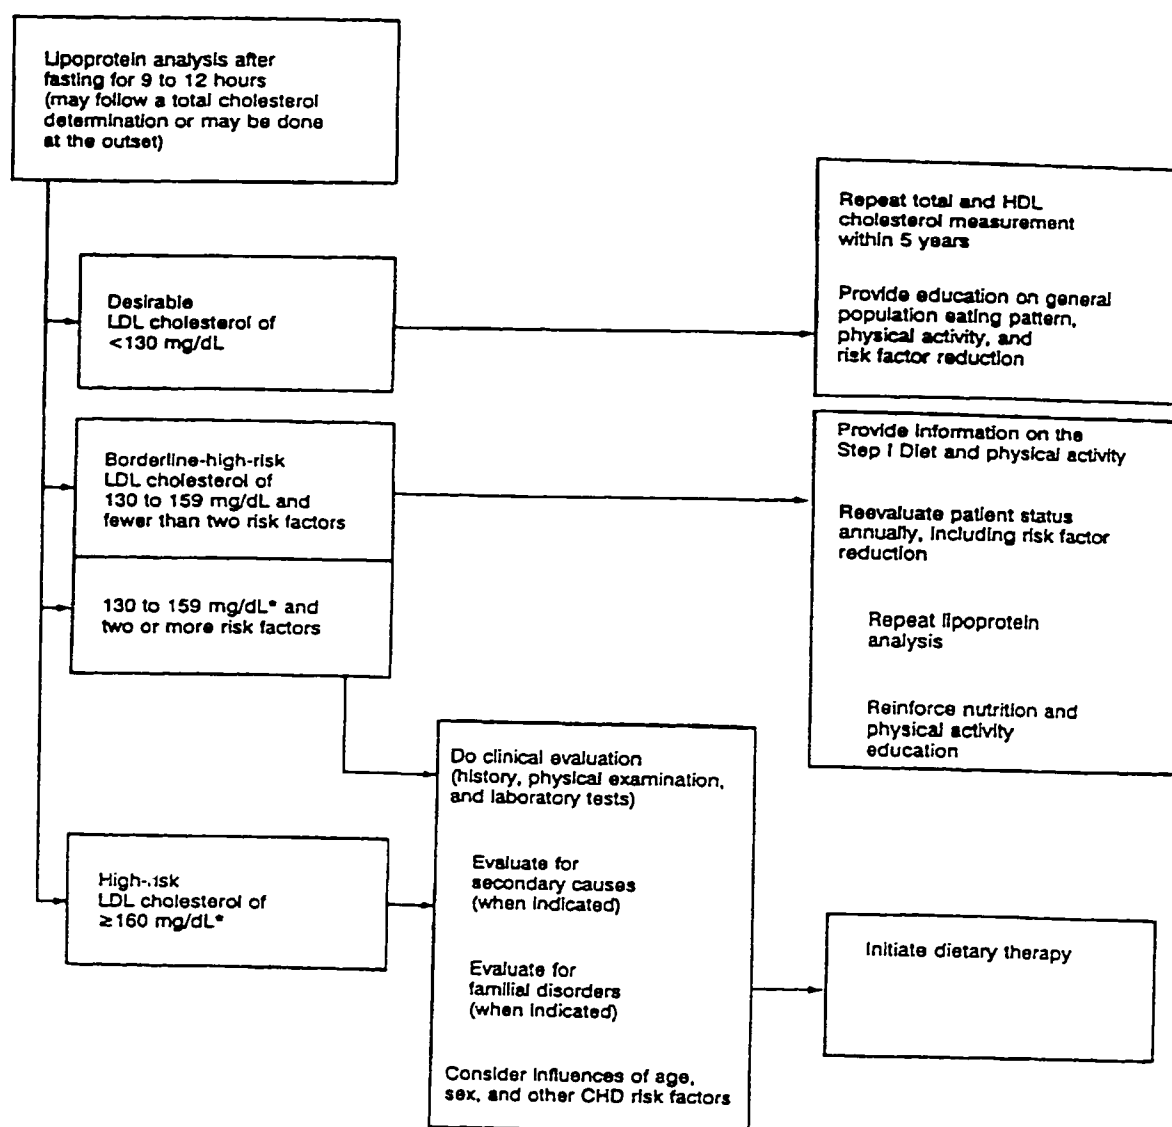 Lipoprotein analysis after
fasting for 9 to 12 hours
(may follow a total cholesterol
determination or may be done
at the outset)
Desirable
LDL cholesterol of
<130 mg/dL
Repeat total and HDL
cholesterol measurement
within 5 years
Provide education on general
population eating pattern,
physical activity, and
risk factor reduction
Borderline-high-risk
LDL cholesterol of
130 to 159 mg/dL and
fewer than two risk factors
Provide information on the
Step I Diet and physical activity
Reevaluate patient status
annually, including risk factor
reduction
Repeat lipoprotein
analysis
Reinforce nutrition and
physical activity
education
130 to 159 mg/dL* and
two or more risk factors
Do clinical evaluation
(history, physical examination,
and laboratory tests)
Evaluate for
secondary causes
(when indicated)
Evaluate for
familial disorders
(when indicated)
Consider influences of age,
sex, and other CHD risk factors
High-risk
LDL cholesterol of
≥160 mg/dL*
Initiate dietary therapy